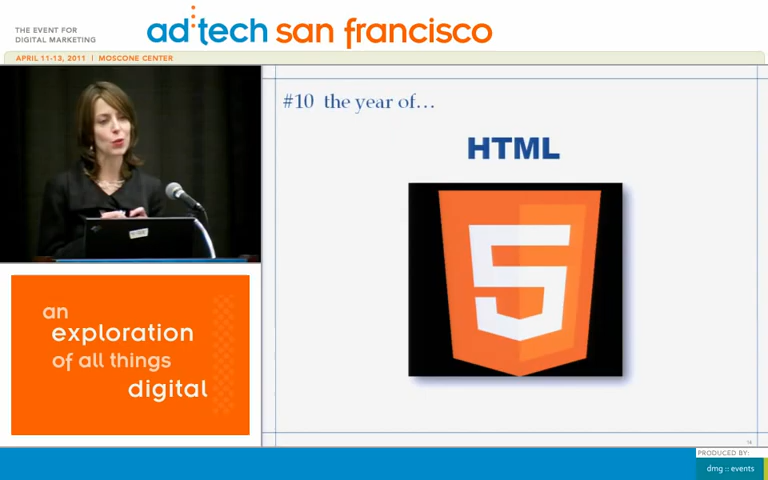 THE EVENT FOR
DIGITAL MARKETING
ad:tech san francisco
APRIL 11-13, 2011 | MOSCONE CENTER
#10 the year of...
HTML
5
an
exploration
of all things
digital
14
PRODUCED BY:
dmg :: events